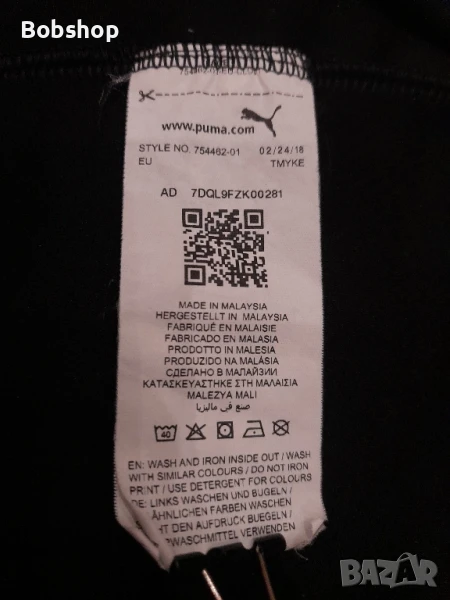 Bobshop
www.puma.com
STYLE NO. 754462-01 02/24/18
EU TMYKE
AD 7DQL9FZK00281
MADE IN MALAYSIA
HERGESTELLT IN MALAYSIA
FABRIQUÉ EN MALAISIE
FABRICADO EN MALASIA
PRODOTTO IN MALESIA
PRODUZIDO NA MALÁSIA
СДЕЛАНО В МАЛАЙЗИИ
ΚΑΤΑΣΚΕΥΑΣΤΗΚΕ ΣΤΗ ΜΑΛΑΙΣΙΑ
MALEZYA MALI
صنع في ماليزيا
40
EN: WASH AND IRON INSIDE OUT / WASH
WITH SIMILAR COLOURS / DO NOT IRON
PRINT / USE DETERGENT FOR COLOURS
DE: LINKS WASCHEN UND BÜGELN /
ÄHNLICHEN FARBEN WASCHEN
HT DEN AUFDRUCK BUEGELN /
WASCHMITTEL VERWENDEN
BAZAR